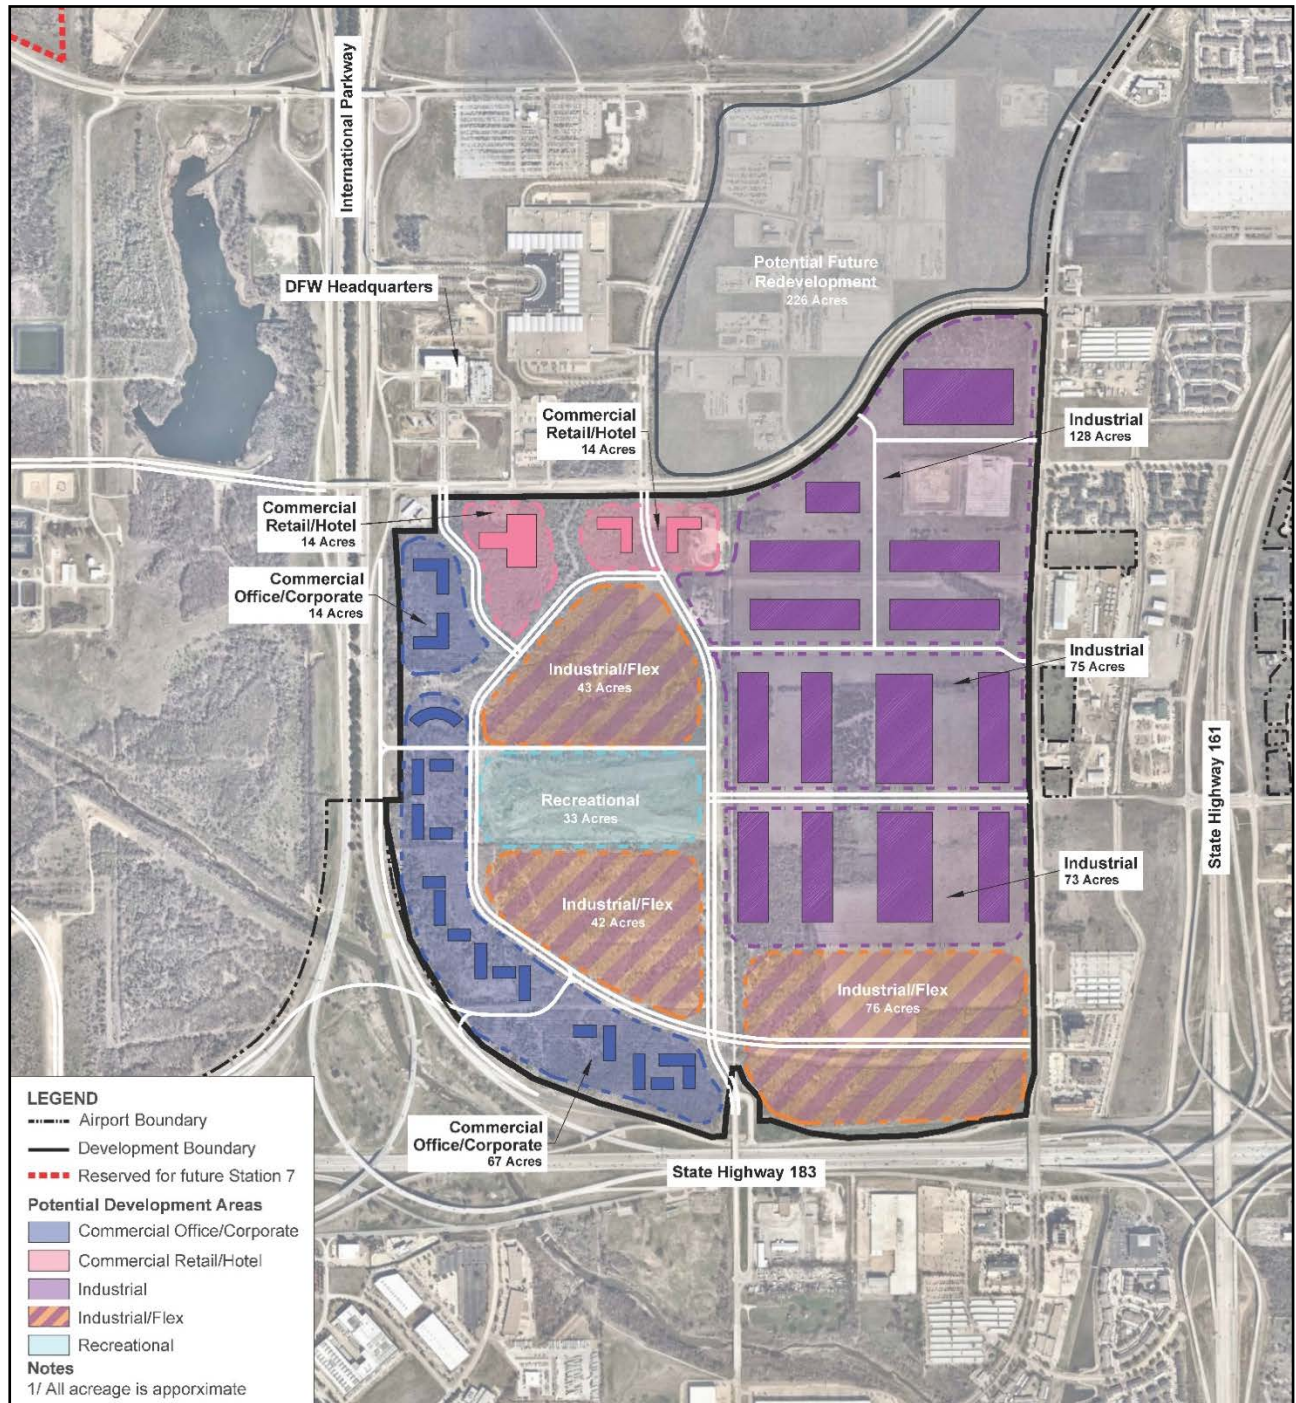 International Parkway
DFW Headquarters
Potential Future
Redevelopment
226 Acres
Commercial
Retail/Hotel
14 Acres
Industrial
128 Acres
Commercial
Retail/Hotel
14 Acres
Commercial
Office/Corporate
14 Acres
Industrial/Flex
43 Acres
Industrial
75 Acres
State Highway 161
Recreational
33 Acres
Industrial
73 Acres
Industrial/Flex
42 Acres
Industrial/Flex
76 Acres
Commercial
Office/Corporate
67 Acres
State Highway 183
LEGEND
Airport Boundary
Development Boundary
Reserved for future Station 7
Potential Development Areas
Commercial Office/Corporate
Commercial Retail/Hotel
Industrial
Industrial/Flex
Recreational
Notes
1/ All acreage is apporximate